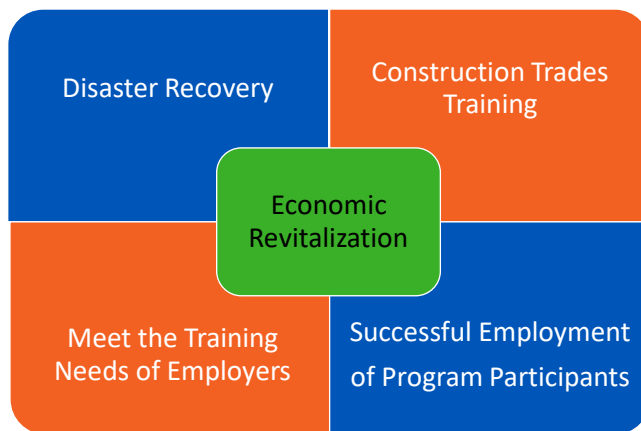 Disaster Recovery
Construction Trades
Training
Economic
Revitalization
Meet the Training
Needs of Employers
Successful Employment
of Program Participants